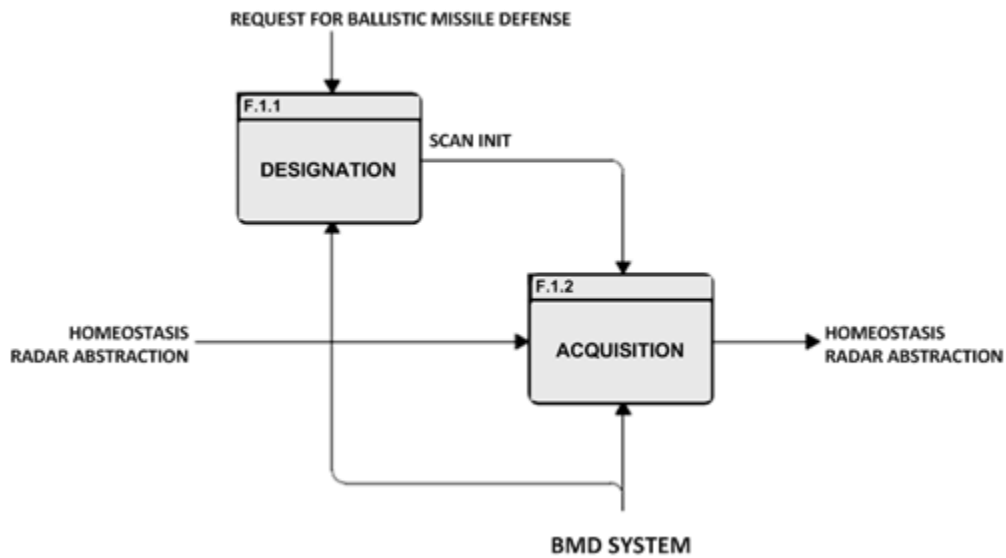 REQUEST FOR BALLISTIC MISSILE DEFENSE
F.1.1
DESIGNATION
SCAN INIT
F.1.2
ACQUISITION
HOMEOSTASIS
RADAR ABSTRACTION
HOMEOSTASIS
RADAR ABSTRACTION
BMD SYSTEM